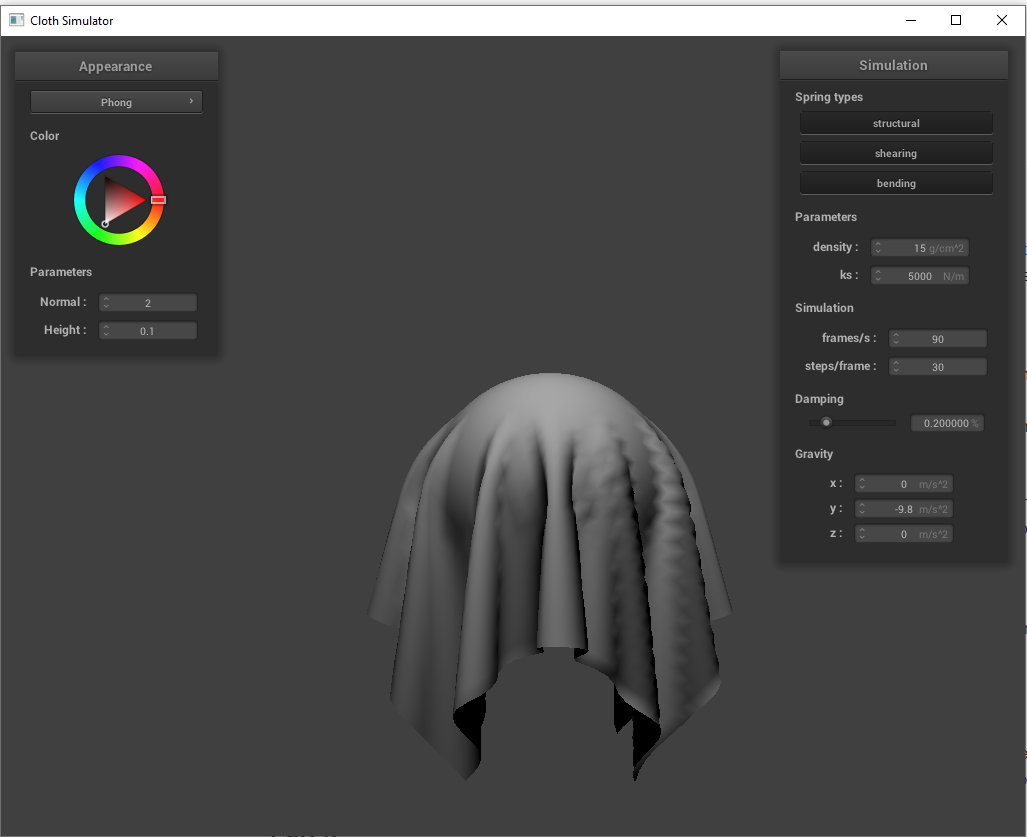 Cloth Simulator
Appearance
Phong
Color
Parameters
Normal : 2
Height : 0.1
Simulation
Spring types
structural
shearing
bending
Parameters
density : 15 g/cm^2
ks : 5000 N/m
Simulation
frames/s : 90
steps/frame : 30
Damping
0.200000 %
Gravity
x : 0 m/s^2
y : -9.8 m/s^2
z : 0 m/s^2